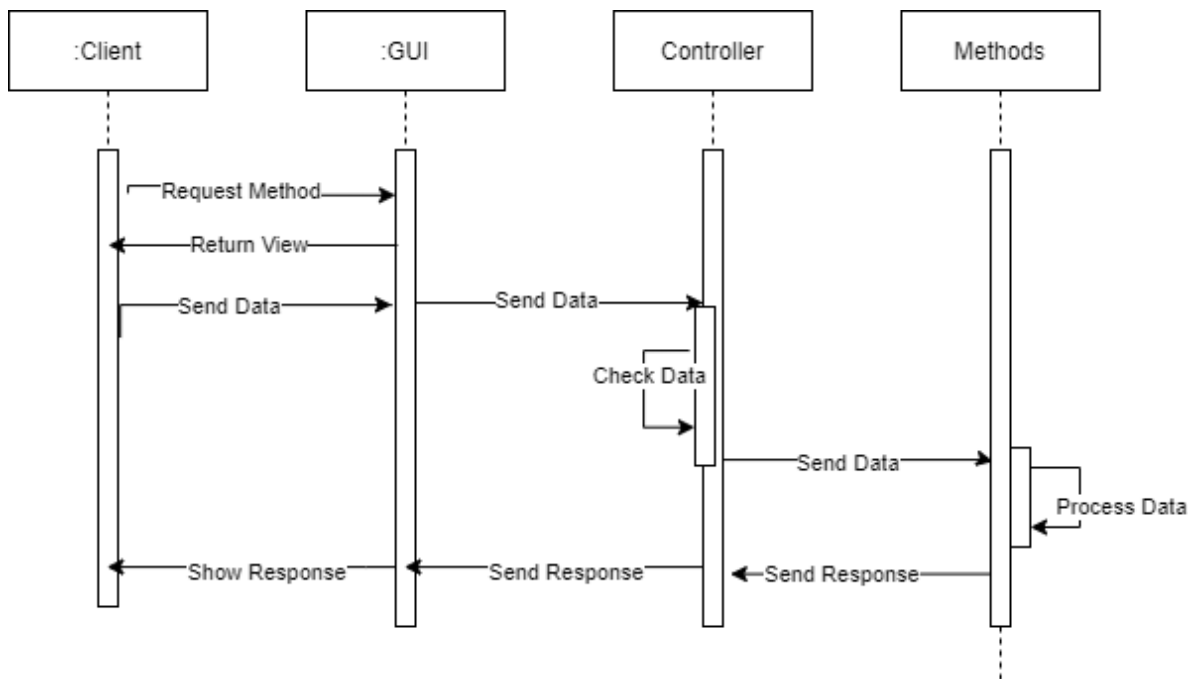 :Client
:GUI
Controller
Methods
Request Method
Return View
Send Data
Send Data
Check Data
Send Data
Process Data
Show Response
Send Response
Send Response